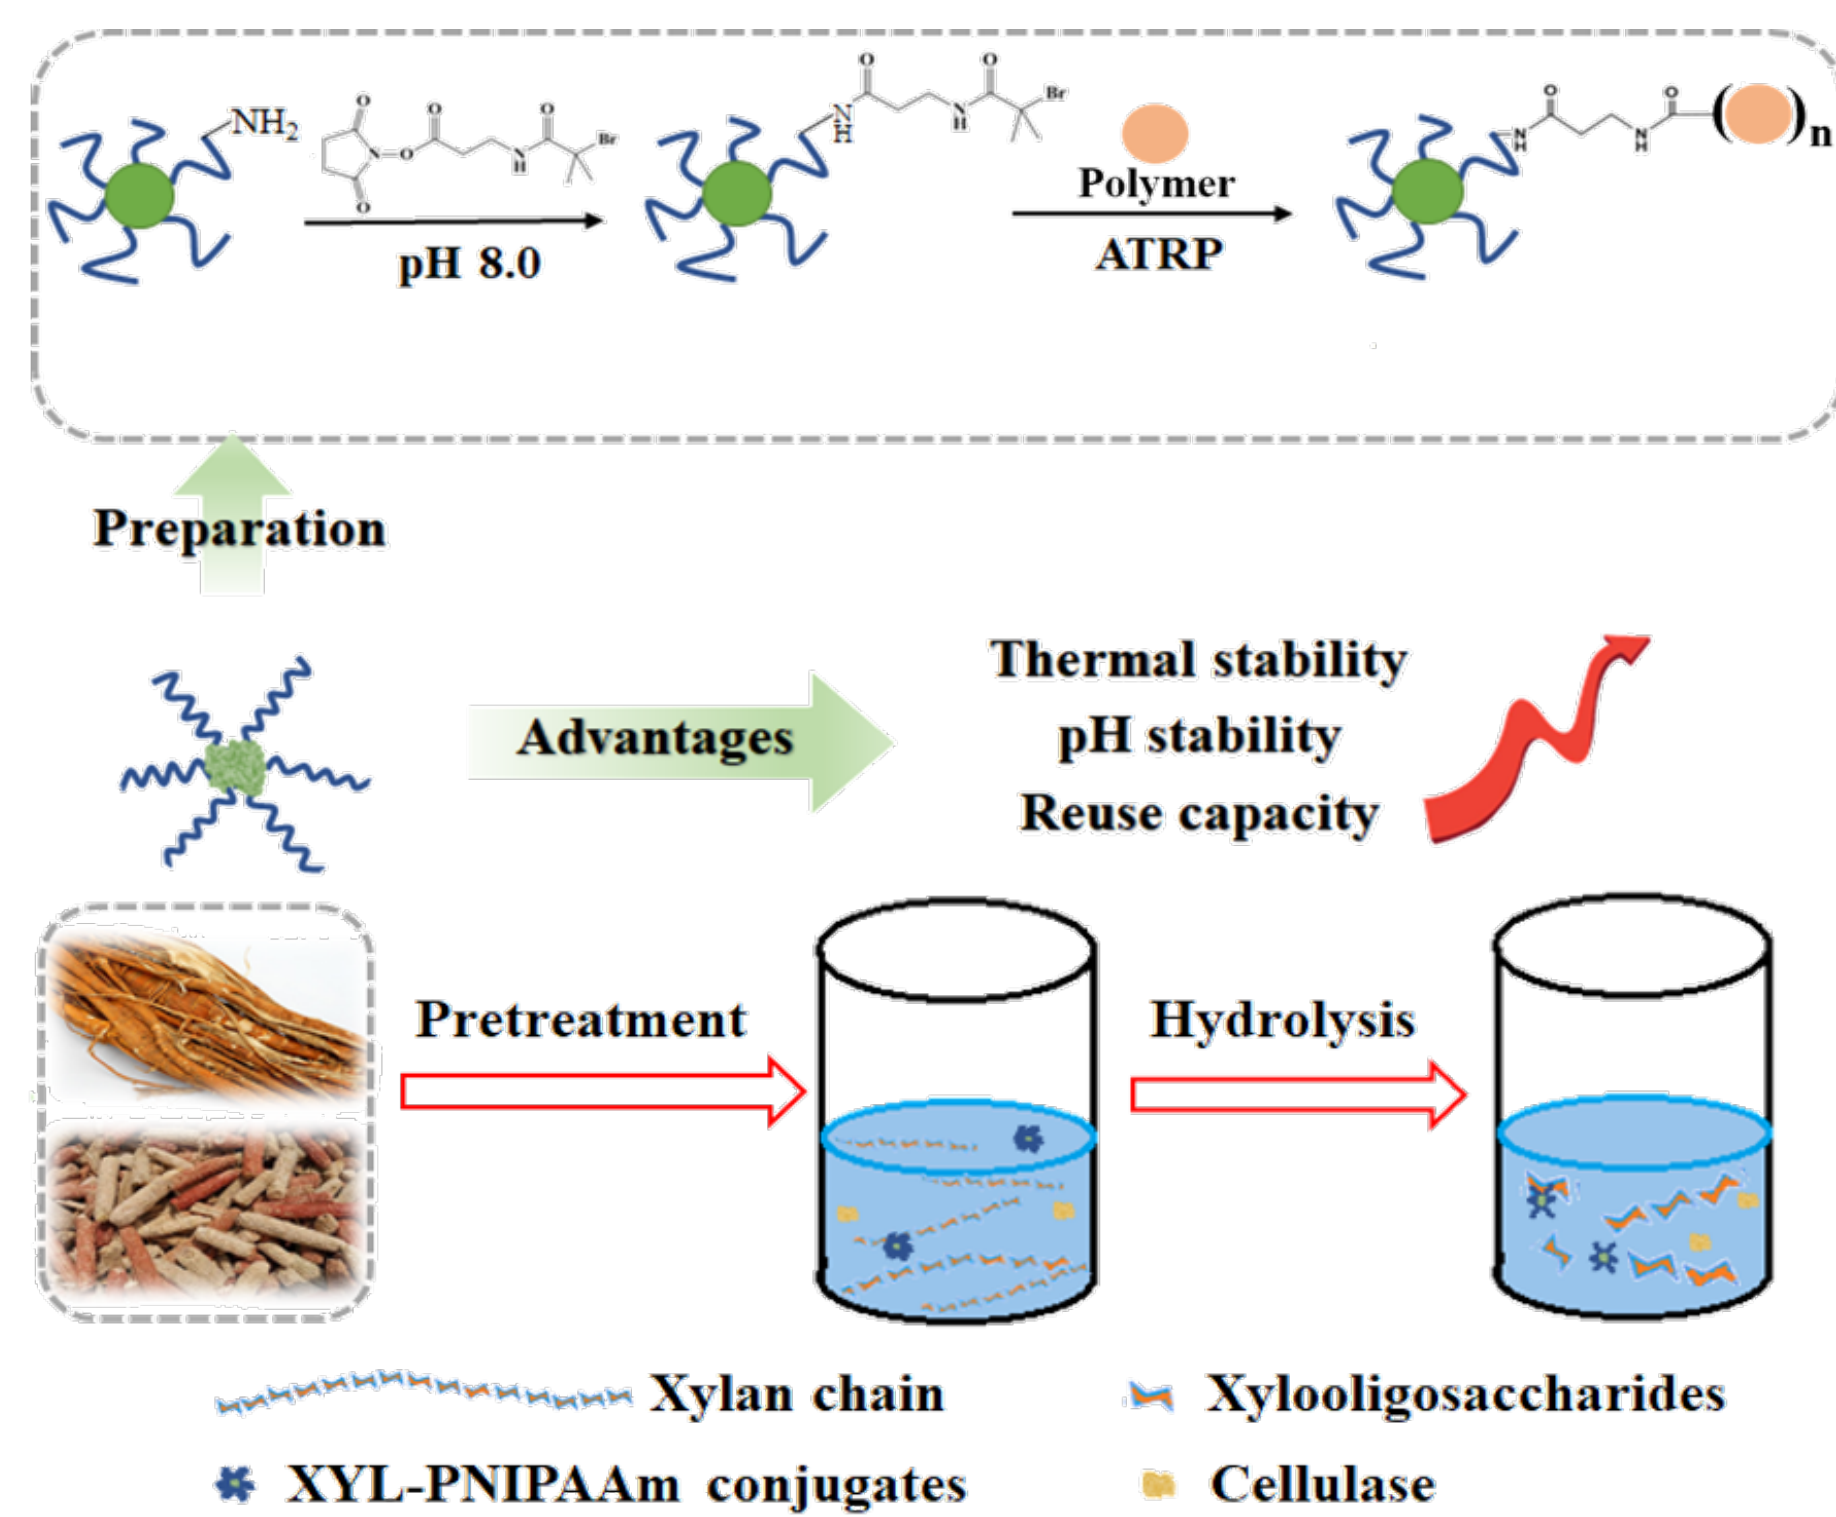 NH2
O
O
N
O
O
N
H
O
Br
pH 8.0
O
N
H
N
H
O
Br
Polymer
ATRP
N
H
O
N
H
O
( )n
Preparation
Advantages
Thermal stability
pH stability
Reuse capacity
Pretreatment
Hydrolysis
Xylan chain
Xylooligosaccharides
XYL-PNIPAAm conjugates
Cellulase